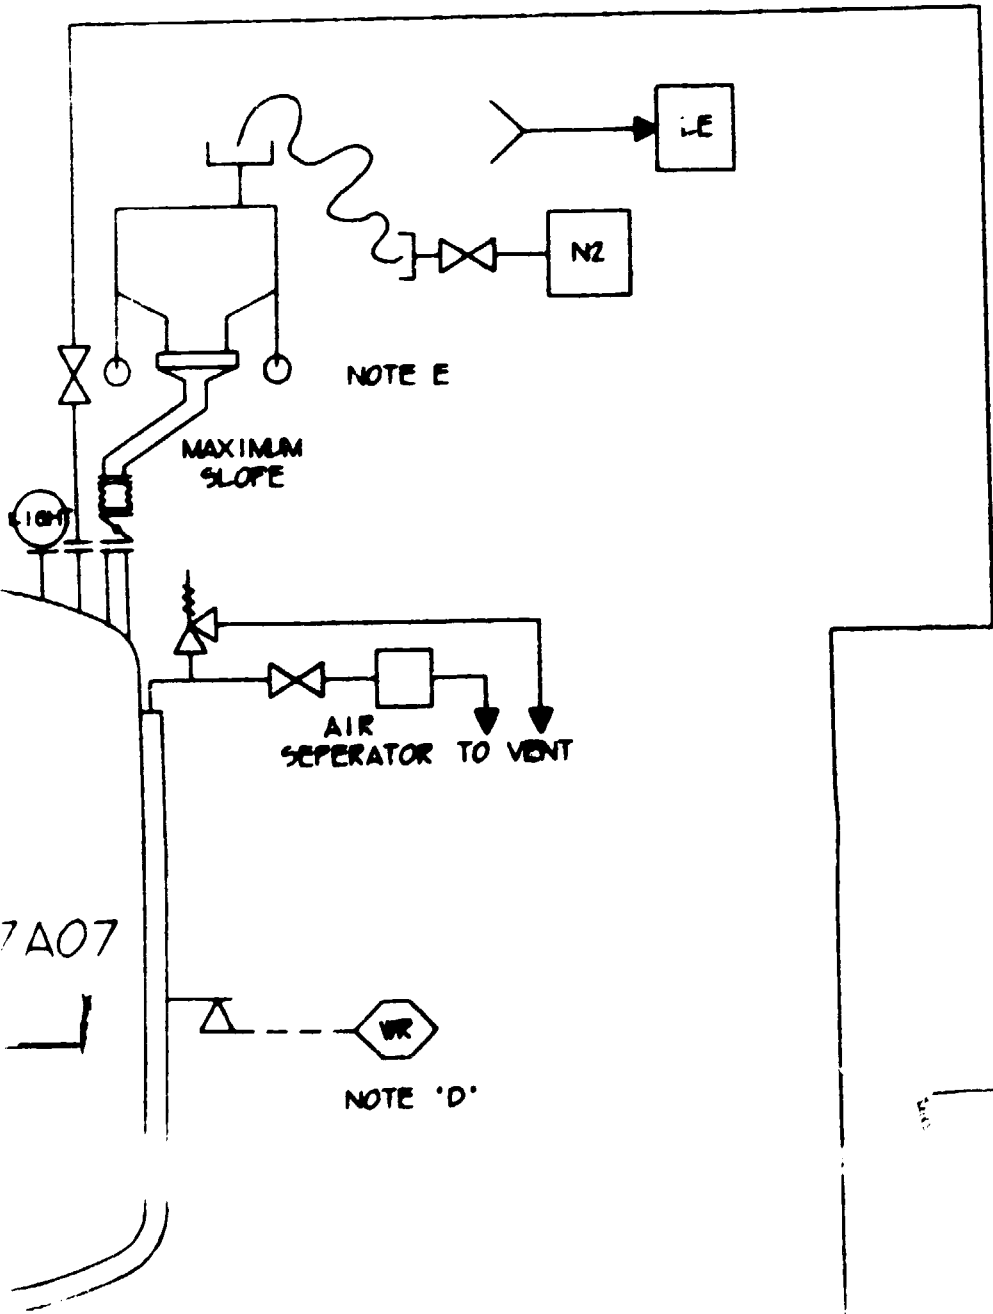 N2
NOTE E
MAXIMUM
SLOPE
LIGHT
AIR
SEPERATOR TO VENT
7A07
WR
NOTE 'D'